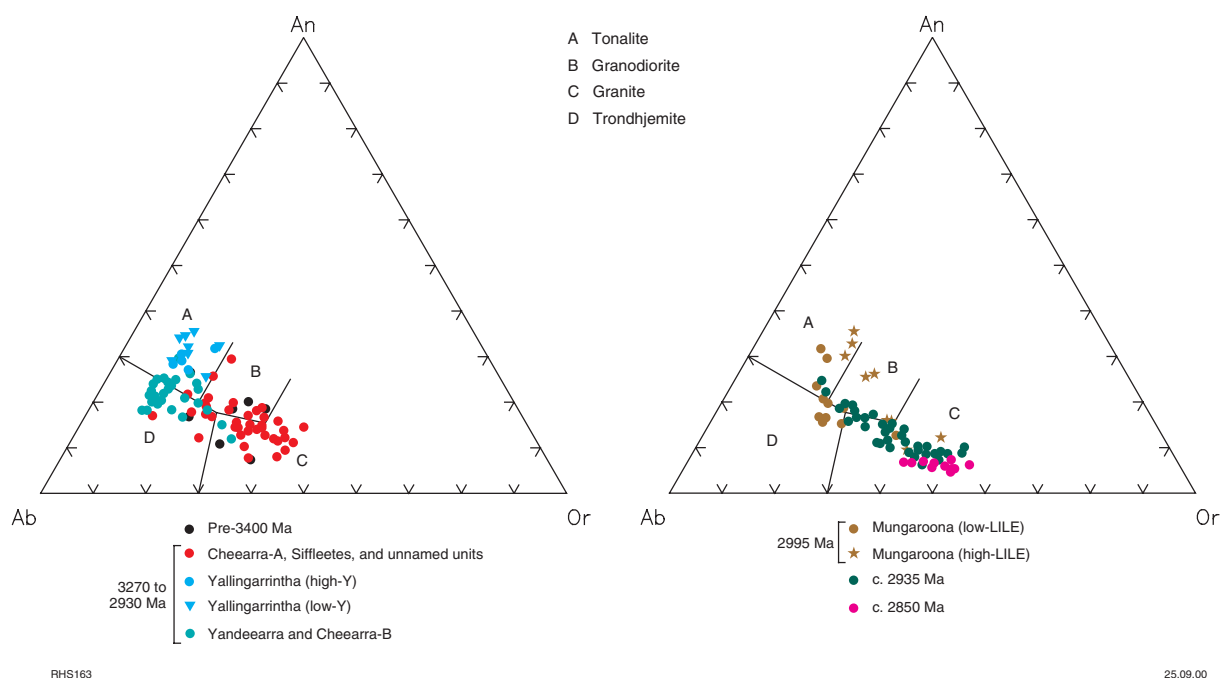 An
An
A Tonalite
B Granodiorite
C Granite
D Trondhjemite
A
B
D
C
A
B
C
D
Ab
Or
Ab
Or
Pre-3400 Ma
3270 to
2930 Ma
Cheearra-A, Siffleetes, and unnamed units
Yallingarrintha (high-Y)
Yallingarrintha (low-Y)
Yandeearra and Cheearra-B
2995 Ma
Mungaroona (low-LILE)
Mungaroona (high-LILE)
c. 2935 Ma
c. 2850 Ma
RHS163
25.09.00